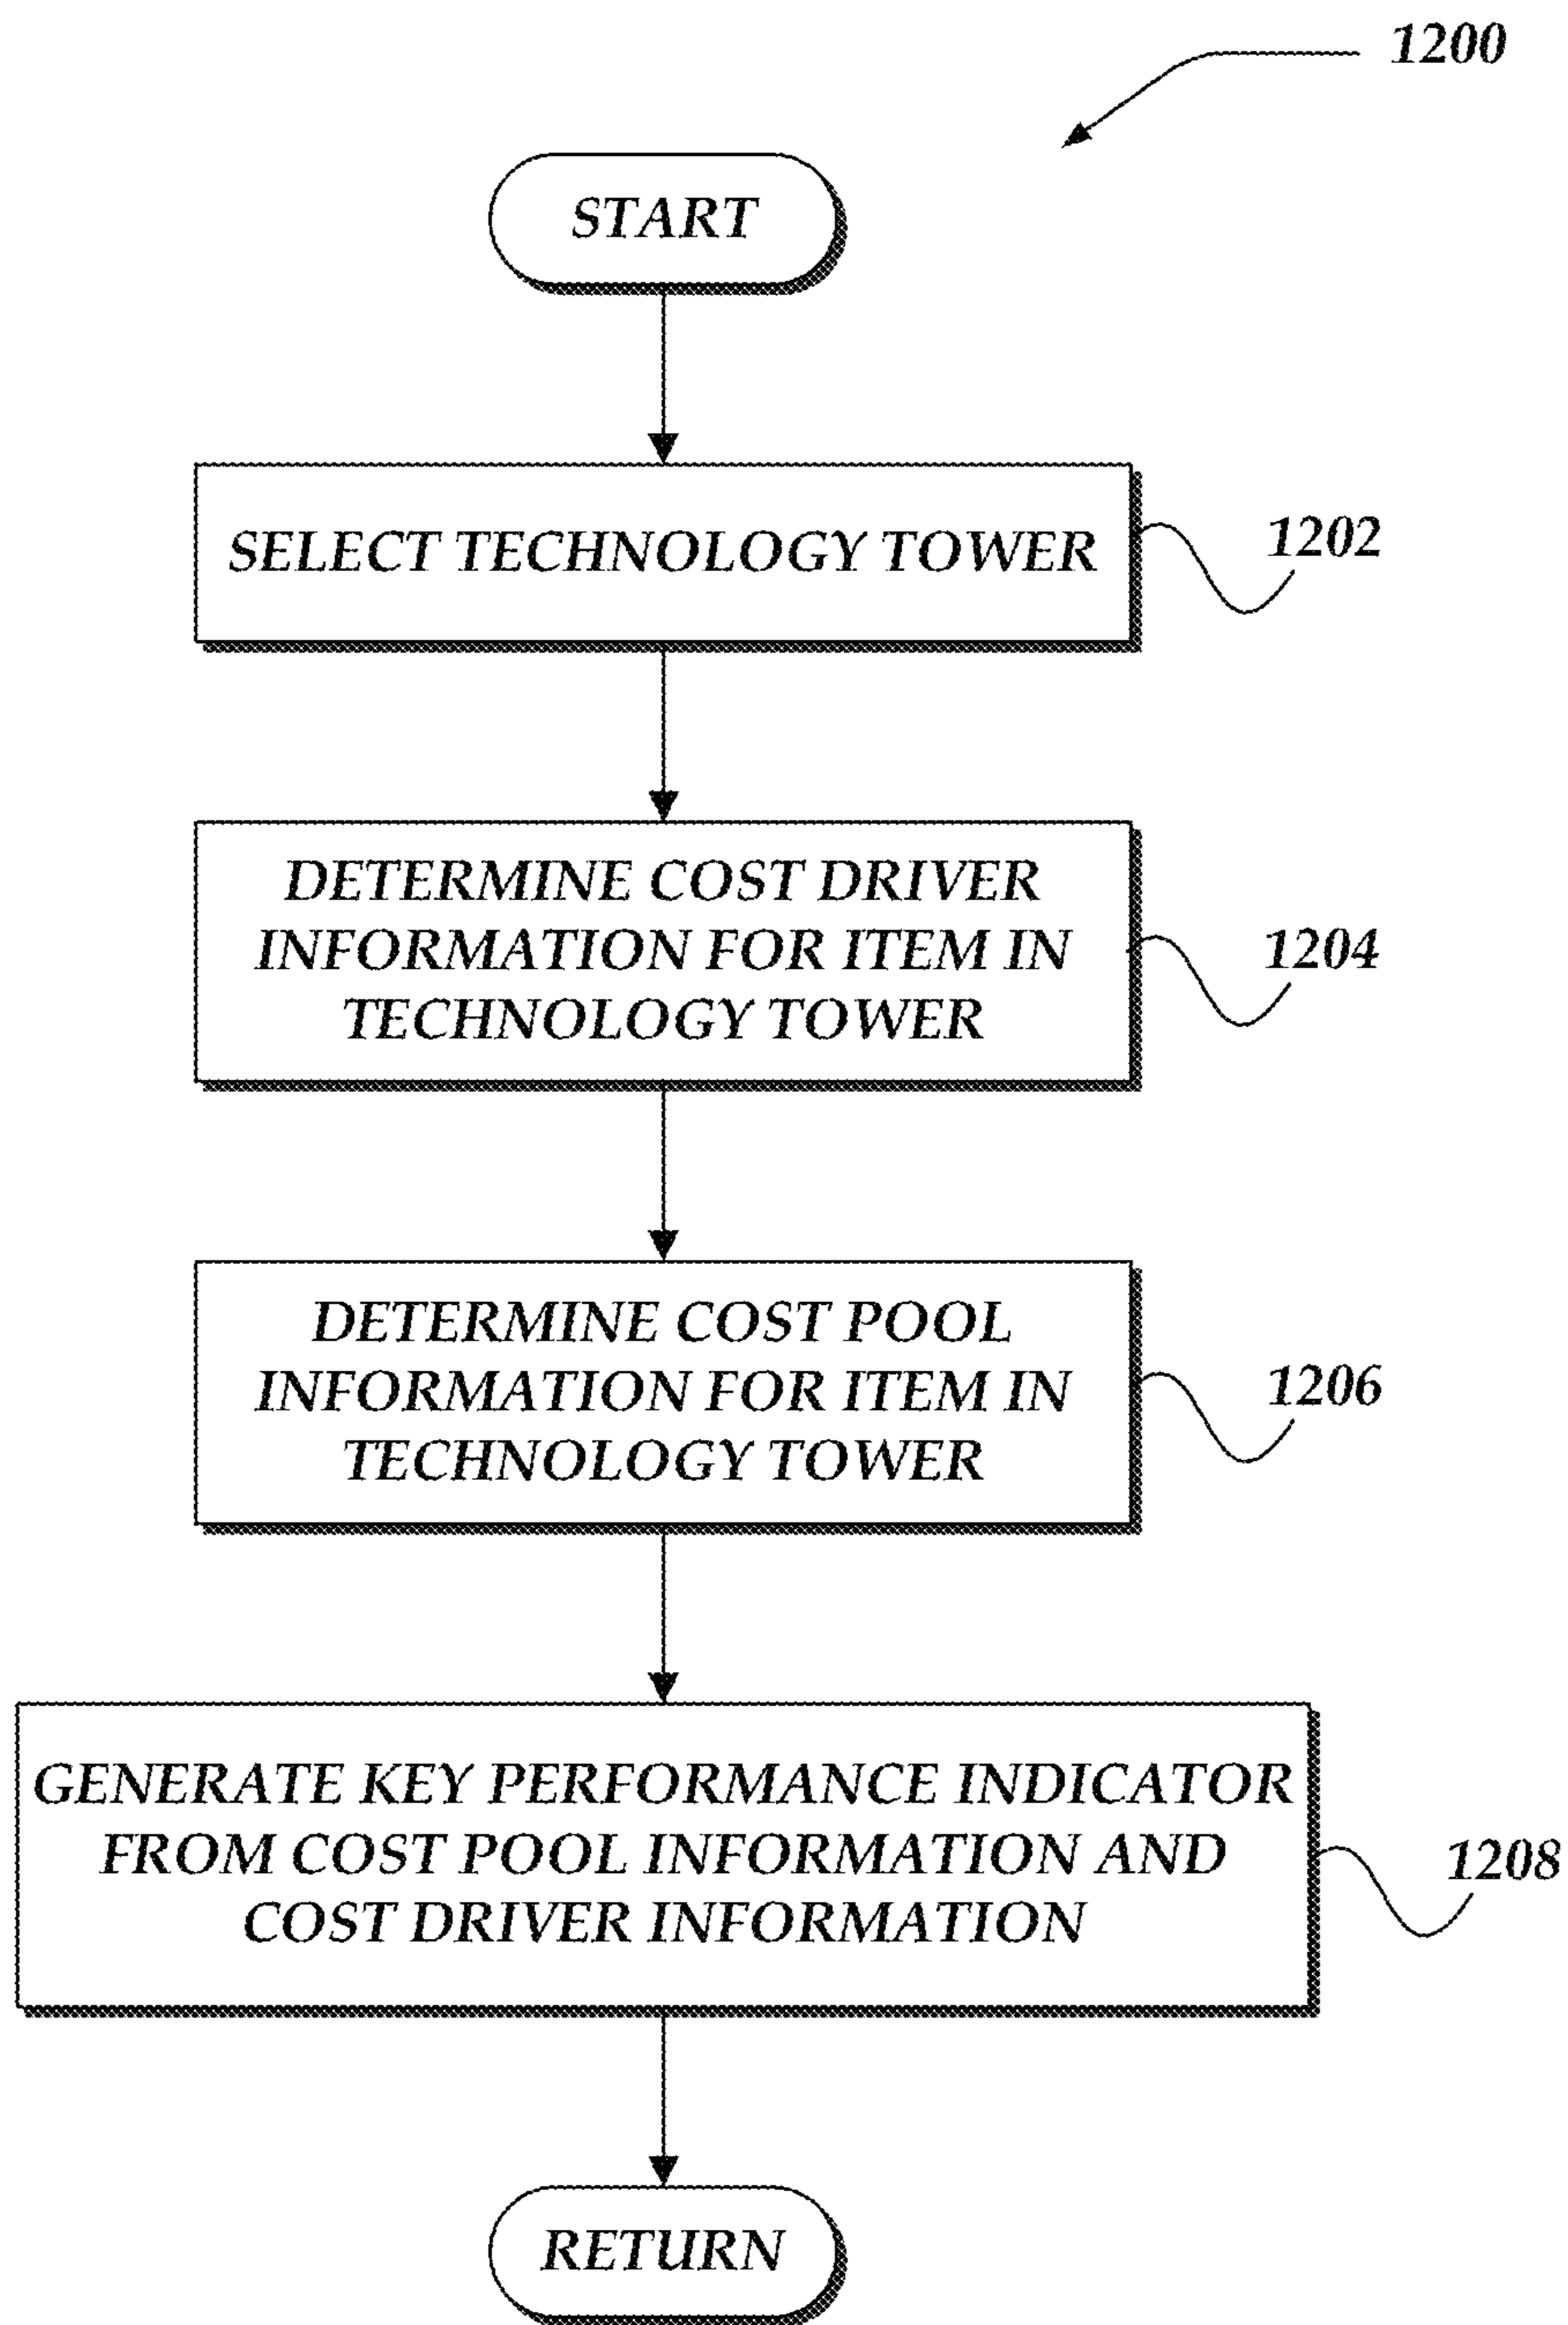 1200
START
SELECT TECHNOLOGY TOWER
1202
DETERMINE COST DRIVER
INFORMATION FOR ITEM IN
TECHNOLOGY TOWER
1204
DETERMINE COST POOL
INFORMATION FOR ITEM IN
TECHNOLOGY TOWER
1206
GENERATE KEY PERFORMANCE INDICATOR
FROM COST POOL INFORMATION AND
COST DRIVER INFORMATION
1208
RETURN